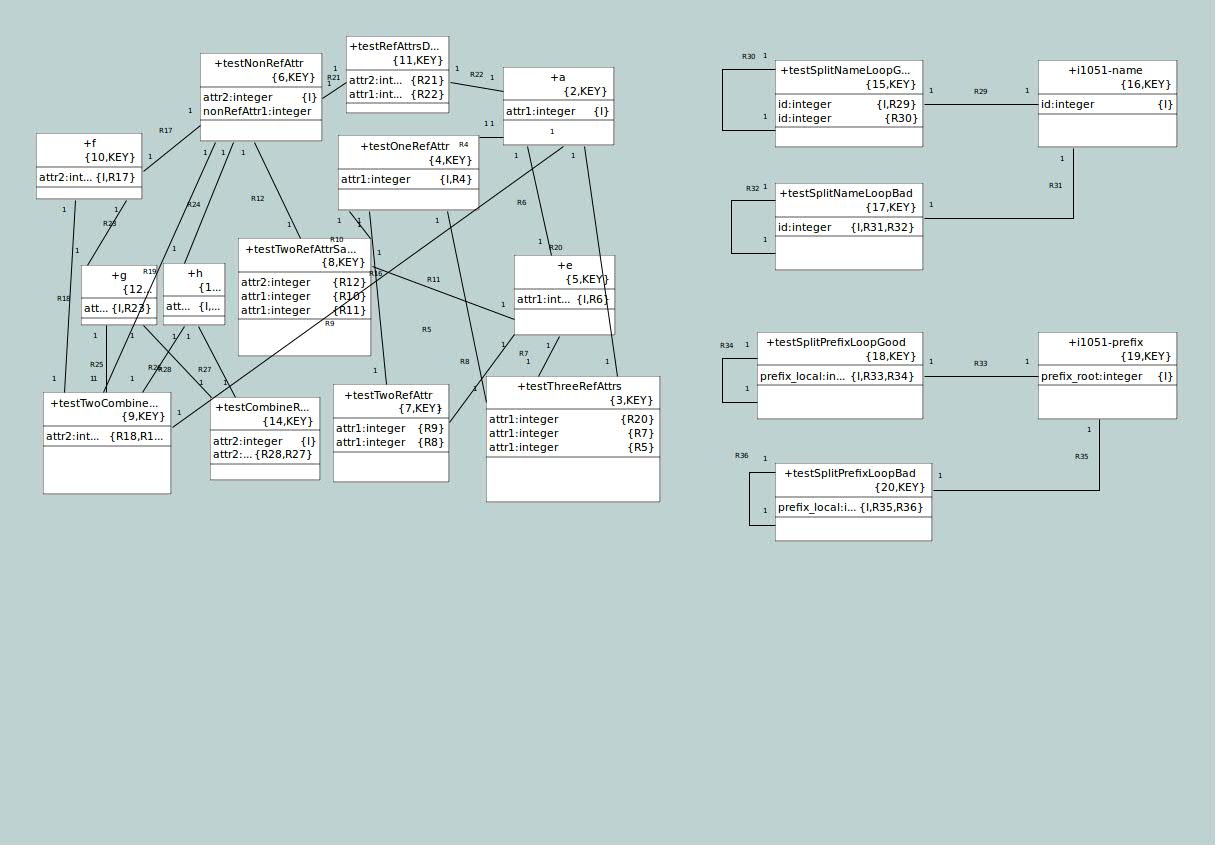 +testNonRefAttr
{6,KEY}
attr2:integer {I}
nonRefAttr1:integer
+testRefAttrsD...
{11,KEY}
attr2:int... {R21}
attr1:int... {R22}
+a
{2,KEY}
attr1:integer {I}
1
1
R21
1
1
R22
1
1
R17
1
+f
{10,KEY}
attr2:int... {I,R17}
+testOneRefAttr
R4
{4,KEY}
attr1:integer {I,R4}
1 1
1
1
1
1
1
1
1
1
R23
R24
R12
1
1
1
R10
1
R6
1
R20
+testTwoRefAttrSa...
{8,KEY}
attr2:integer {R12}
attr1:integer {R10}
attr1:integer {R11}
1
R16
R11
R9
R5
1
1
R19
+g
{12...
att... {I,R23}
R18
+h
{1...
att... {I,...
+e
{5,KEY}
attr1:int... {I,R6}
1
1
1
1
R25
R28
R27
1
11
1
1
1
1
1
R7
1
1
R8
1
1
1
+testTwoCombine...
{9,KEY}
attr2:int... {R18,R1...
1
+testCombineR...
{14,KEY}
attr2:integer {I}
attr2:... {R28,R27}
+testTwoRefAttr
{7,KEY}
attr1:integer {R9}
attr1:integer {R8}
+testThreeRefAttrs
{3,KEY}
attr1:integer {R20}
attr1:integer {R7}
attr1:integer {R5}
R30 1
+testSplitNameLoopG...
{15,KEY}
id:integer {I,R29}
id:integer {R30}
1
1
R29
1
+i1051-name
{16,KEY}
id:integer {I}
1
R31
R32 1
+testSplitNameLoopBad
{17,KEY}
id:integer {I,R31,R32}
1
1
+testSplitPrefixLoopGood
{18,KEY}
prefix_local:in... {I,R33,R34}
R34 1
1
1
R33
1
+i1051-prefix
{19,KEY}
prefix_root:integer {I}
1
R35
R36 1
+testSplitPrefixLoopBad
{20,KEY}
prefix_local:i... {I,R35,R36}
1
1